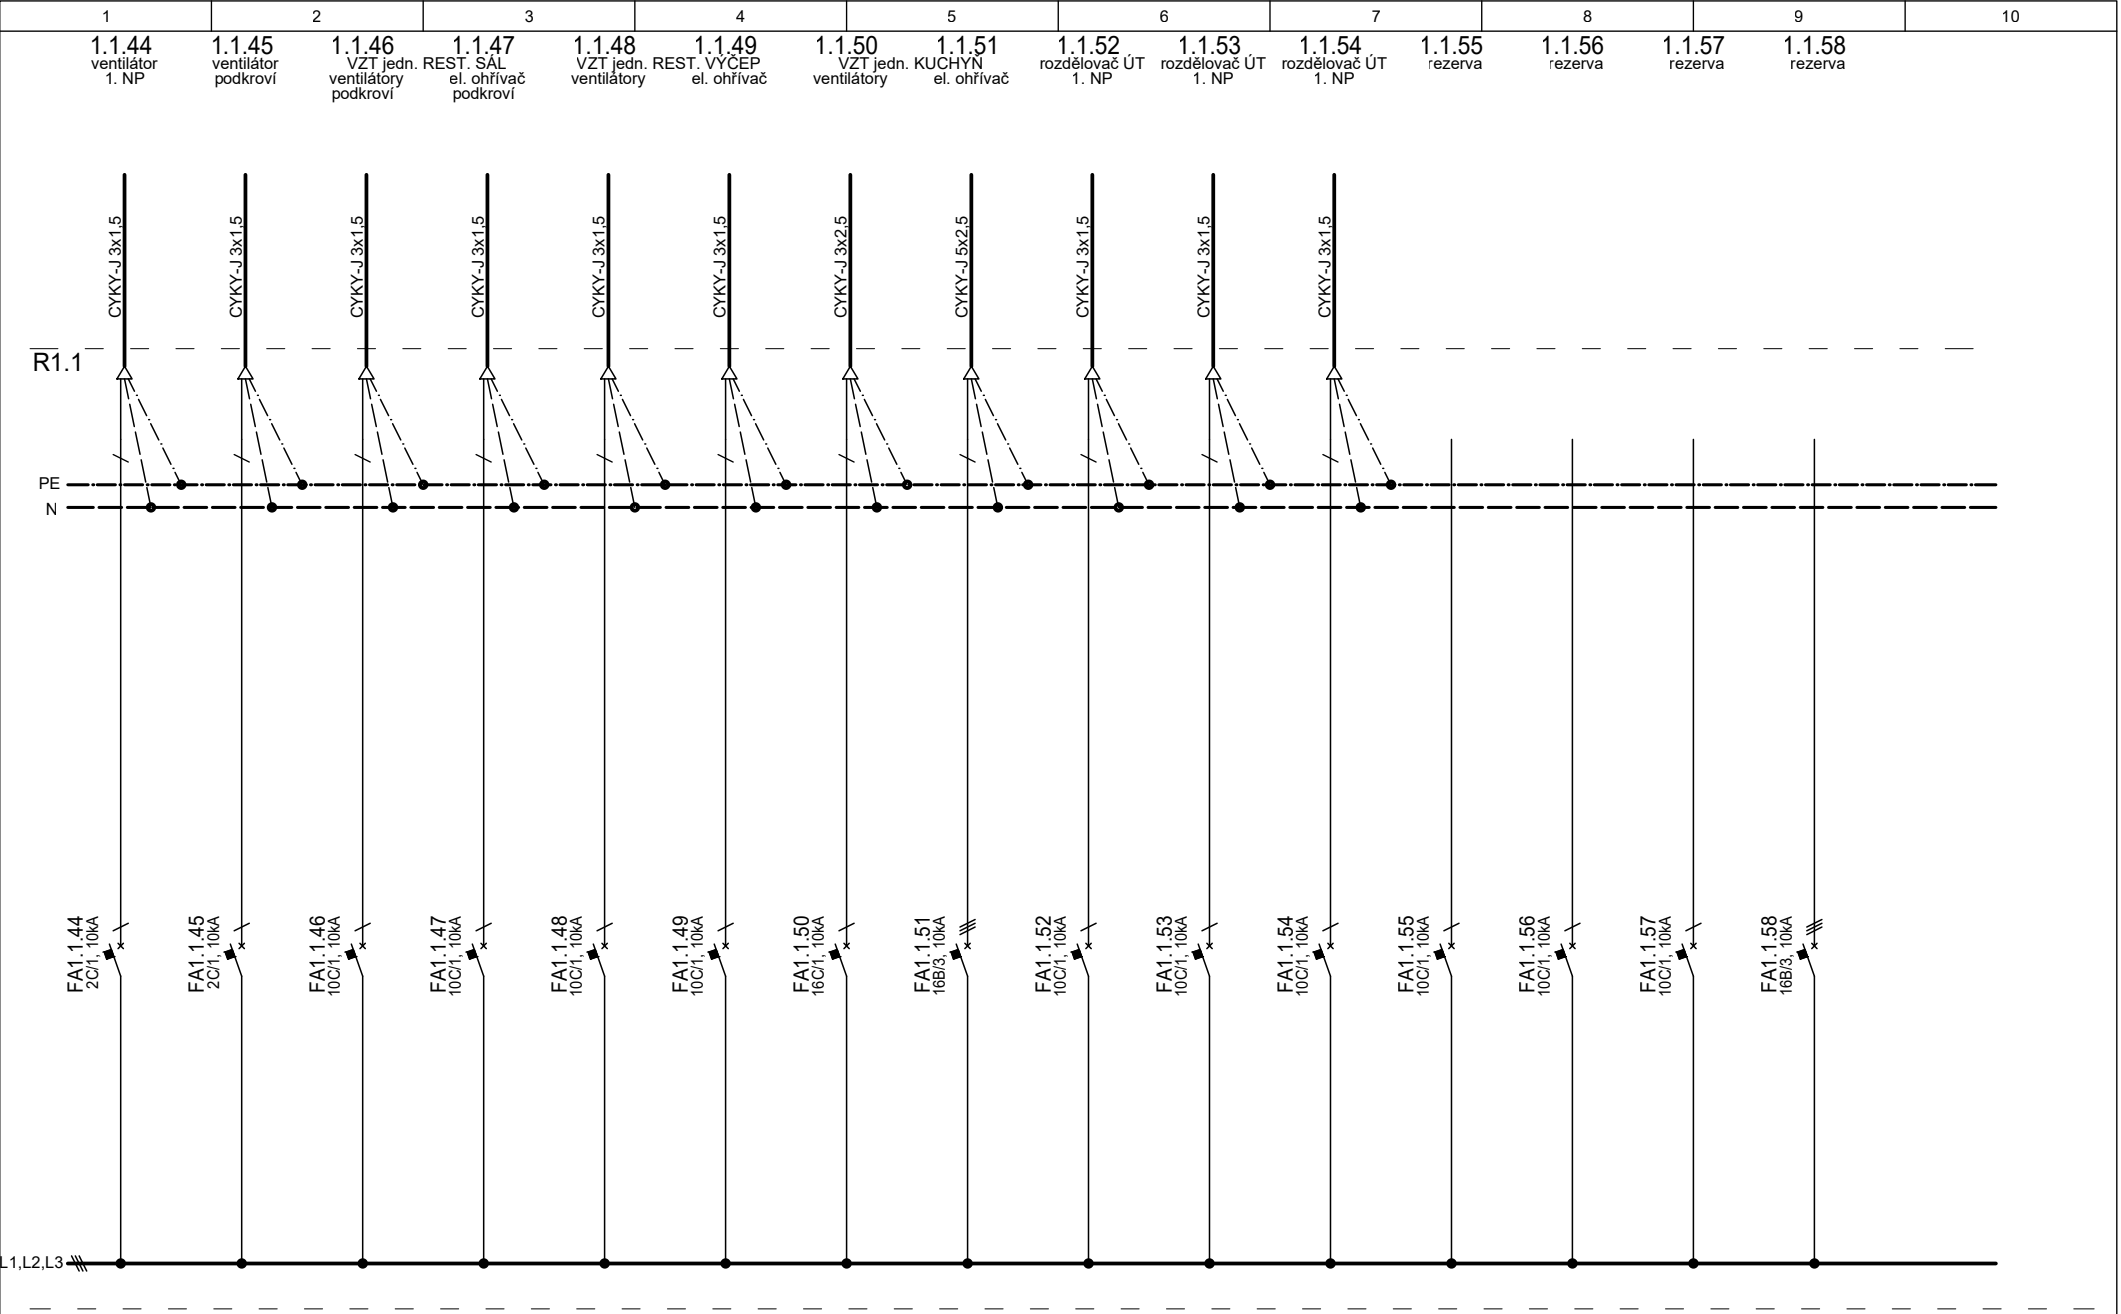 1 2 3 4 5 6 7 8 9 10
1.1.44 1.1.45 1.1.46 1.1.47 1.1.48 1.1.49 1.1.50 1.1.51 1.1.52 1.1.53 1.1.54 1.1.55 1.1.56 1.1.57 1.1.58
ventilátor ventilátor VZT jedn. REST. SÁL VZT jedn. REST. VÝČEP VZT jedn. KUCHYŇ rozdělovač ÚT rozdělovač ÚT rozdělovač ÚT rezerva rezerva rezerva rezerva
1. NP podkroví ventilátory el. ohřívač ventilátory el. ohřívač ventilátory el. ohřívač 1. NP 1. NP 1. NP
podkroví podkroví
CYKY-J 3x1,5
CYKY-J 3x1,5
CYKY-J 3x1,5
CYKY-J 3x1,5
CYKY-J 3x1,5
CYKY-J 3x1,5
CYKY-J 3x2,5
CYKY-J 5x2,5
CYKY-J 3x1,5
CYKY-J 3x1,5
CYKY-J 3x1,5
R1.1
PE
N
FA1.1.44
2C/1, 10kA
FA1.1.45
2C/1, 10kA
FA1.1.46
10C/1, 10kA
FA1.1.47
10C/1, 10kA
FA1.1.48
10C/1, 10kA
FA1.1.49
10C/1, 10kA
FA1.1.50
16C/1, 10kA
FA1.1.51
16B/3, 10kA
FA1.1.52
10C/1, 10kA
FA1.1.53
10C/1, 10kA
FA1.1.54
10C/1, 10kA
FA1.1.55
10C/1, 10kA
FA1.1.56
10C/1, 10kA
FA1.1.57
10C/1, 10kA
FA1.1.58
16B/3, 10kA
L1,L2,L3